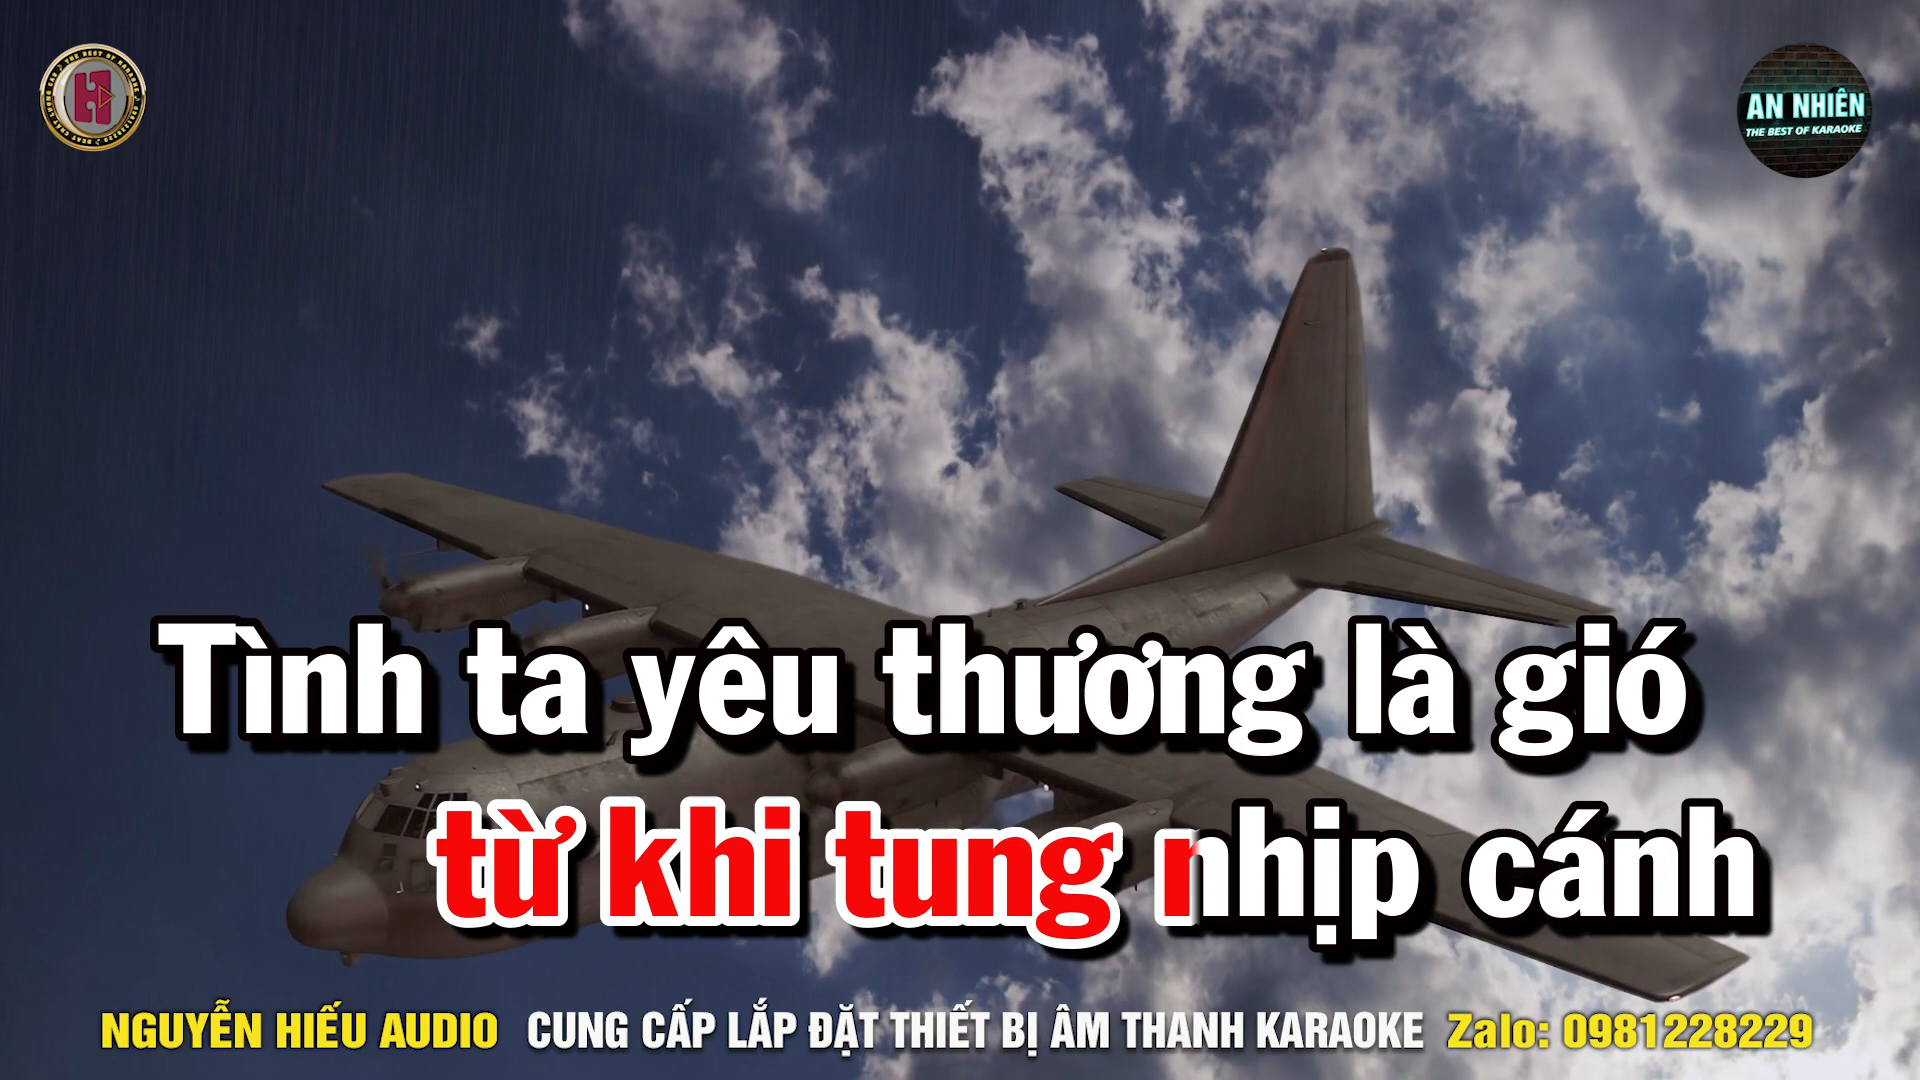 AN NHIÊN
THE BEST OF KARAOKE
Tình ta yêu thương là gió
từ khi tung nhịp cánh
NGUYỄN HIẾU AUDIO CUNG CẤP LẮP ĐẶT THIẾT BỊ ÂM THANH KARAOKE Zalo: 0981228229